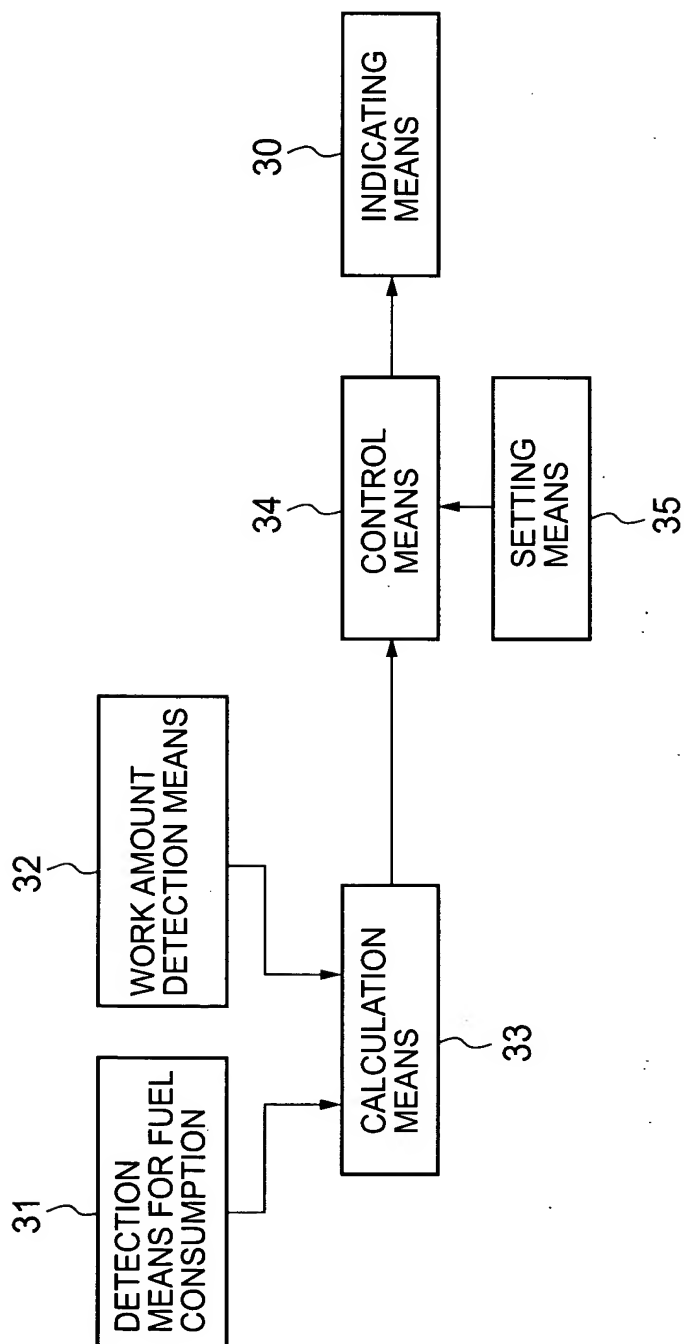 31
DETECTION
MEANS FOR FUEL
CONSUMPTION
32
WORK AMOUNT
DETECTION MEANS
CALCULATION
MEANS
33
34
CONTROL
MEANS
SETTING
MEANS
35
30
INDICATING
MEANS